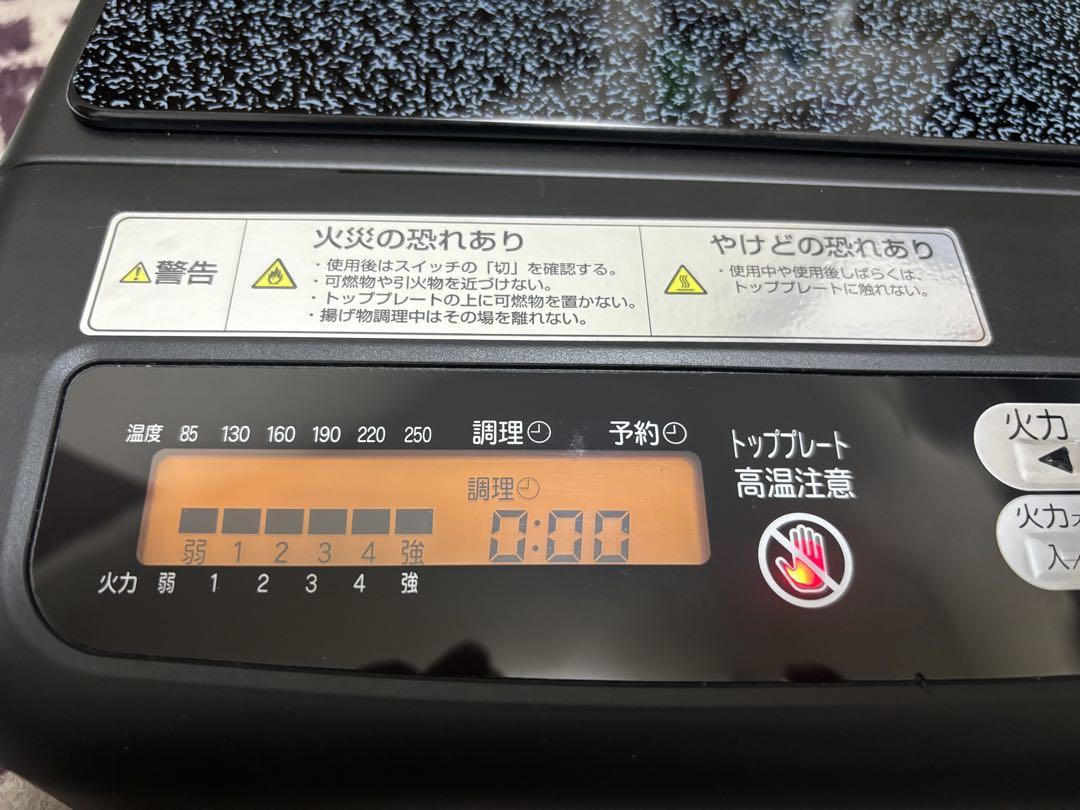 警告
火災の恐れあり
・使用後はスイッチの「切」を確認する。
・可燃物や引火物を近づけない。
・トッププレートの上に可燃物を置かない。
・揚げ物調理中はその場を離れない。
やけどの恐れあり
・使用中や使用後しばらくは、
トッププレートに触れない。
温度 85 130 160 190 220 250 調理 予約
調理
弱 1 2 3 4 強 0:00
火力 弱 1 2 3 4 強
トッププレート
高温注意
火力
火力
入